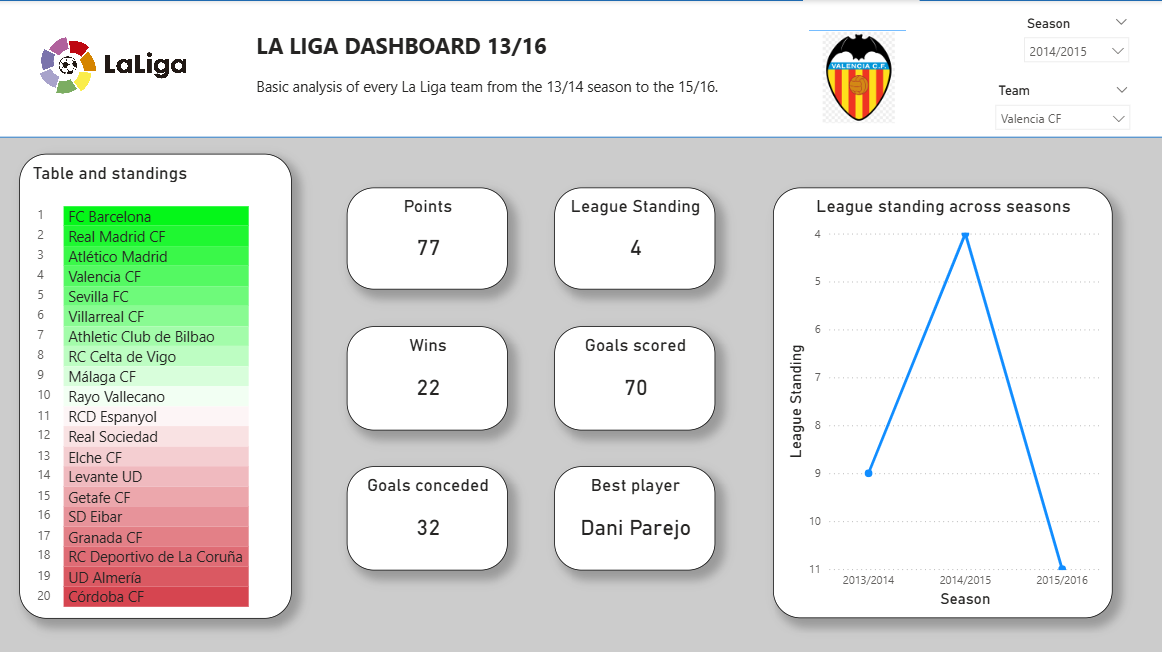 LaLiga
LA LIGA DASHBOARD 13/16
Basic analysis of every La Liga team from the 13/14 season to the 15/16.
VALENCIA C.F.
Season
2014/2015
Team
Valencia CF
Table and standings
1 FC Barcelona
2 Real Madrid CF
3 Atlético Madrid
4 Valencia CF
5 Sevilla FC
6 Villarreal CF
7 Athletic Club de Bilbao
8 RC Celta de Vigo
9 Málaga CF
10 Rayo Vallecano
11 RCD Espanyol
12 Real Sociedad
13 Elche CF
14 Levante UD
15 Getafe CF
16 SD Eibar
17 Granada CF
18 RC Deportivo de La Coruña
19 UD Almería
20 Córdoba CF
Points
77
League Standing
4
Wins
22
Goals scored
70
Goals conceded
32
Best player
Dani Parejo
League standing across seasons
League Standing
4
5
6
7
8
9
10
11
2013/2014 2014/2015 2015/2016
Season